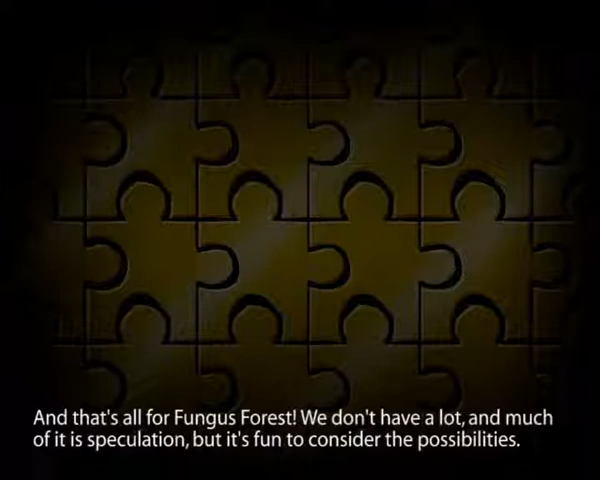 And that's all for Fungus Forest! We don't have a lot, and much
of it is speculation, but it's fun to consider the possibilities.